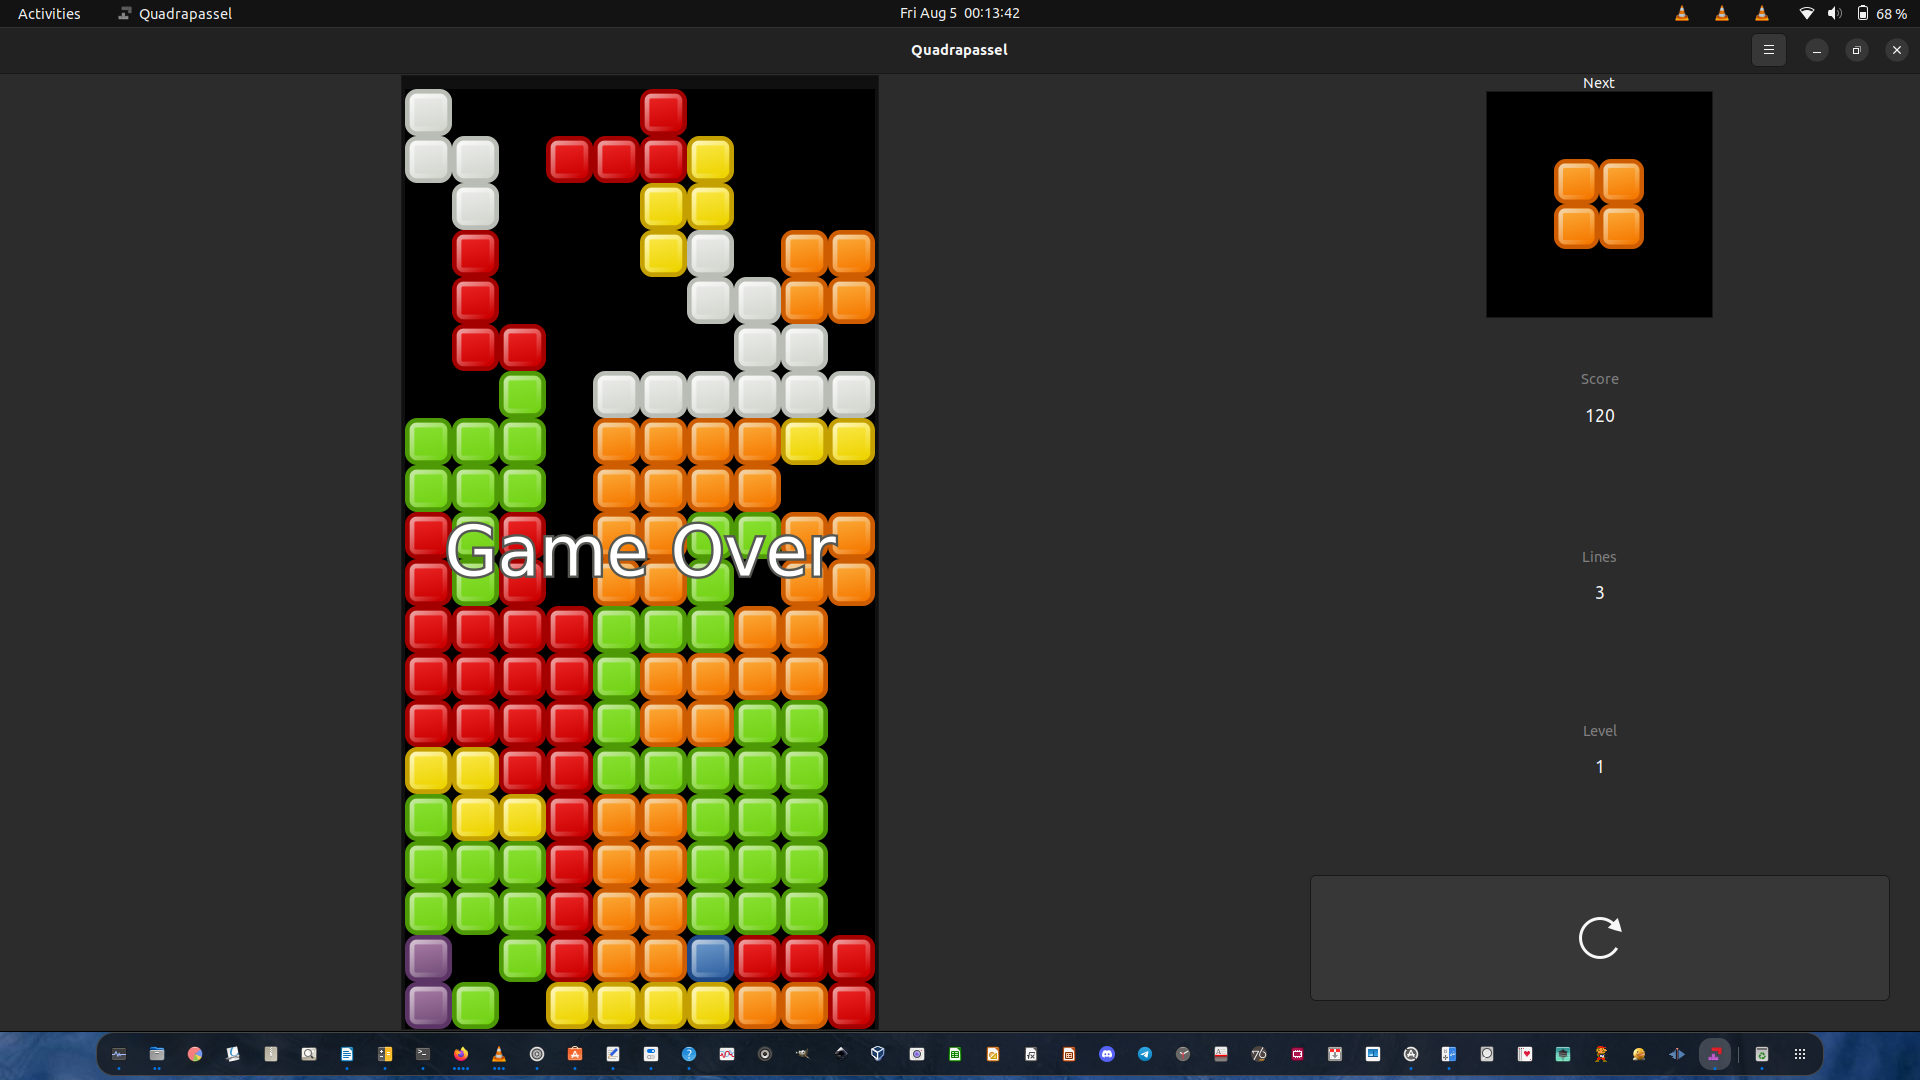 Activities
Quadrapassel
Fri Aug 5 00:13:42
68 %
Quadrapassel
Next
Score
120
Game Over
Lines
3
Level
1